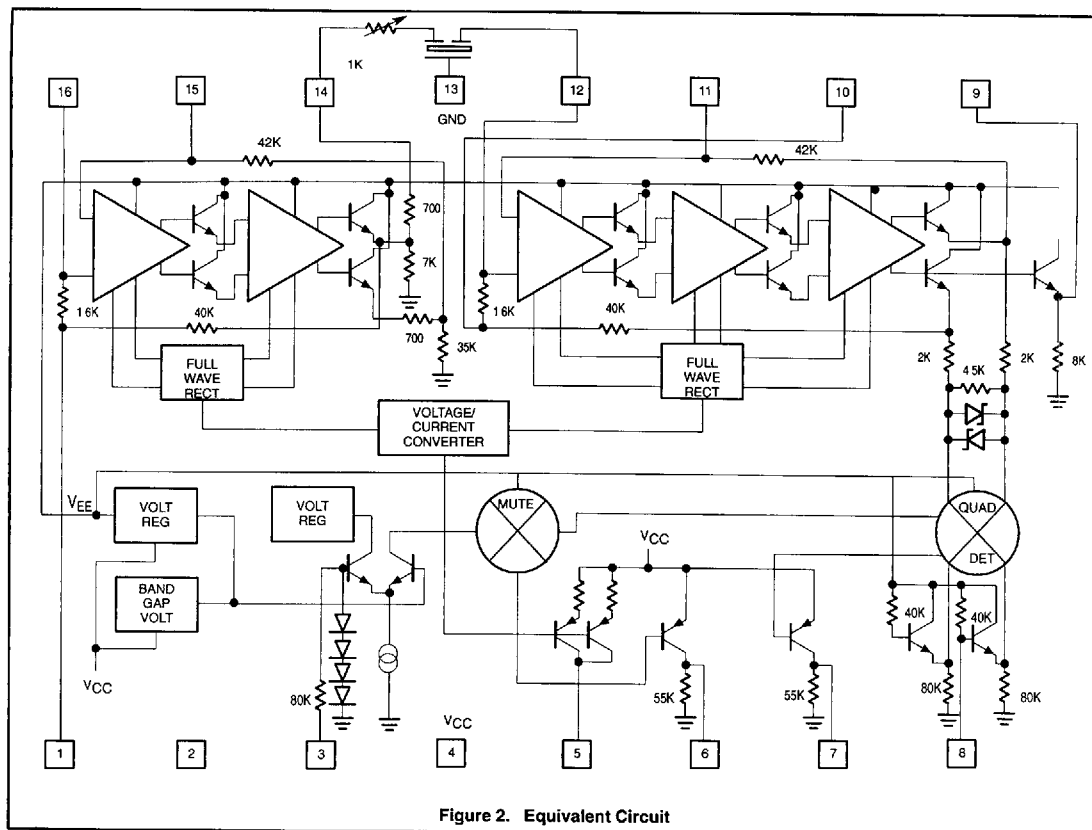 1K
16
15
14
13
12
11
10
9
GND
42K
42K
700
7K
16K
40K
700
35K
16K
40K
2K
2K
45K
8K
FULL
WAVE
RECT
FULL
WAVE
RECT
VOLTAGE/
CURRENT
CONVERTER
VEE
VOLT
REG
VOLT
REG
MUTE
QUAD
DET
VCC
BAND
GAP
VOLT
VCC
40K
40K
80K
55K
55K
80K
80K
VCC
1
2
3
4
5
6
7
8
Figure 2. Equivalent Circuit